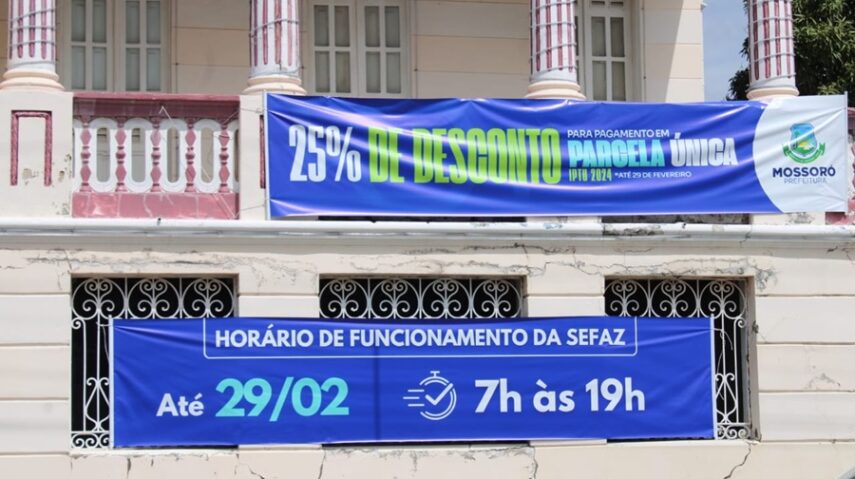 25% DE DESCONTO
PARA PAGAMENTO EM
PARCELA ÚNICA
IPTU 2024 *ATÉ 29 DE FEVEREIRO
MOSSORÓ
PREFEITURA
HORÁRIO DE FUNCIONAMENTO DA SEFAZ
Até 29/02
7h às 19h